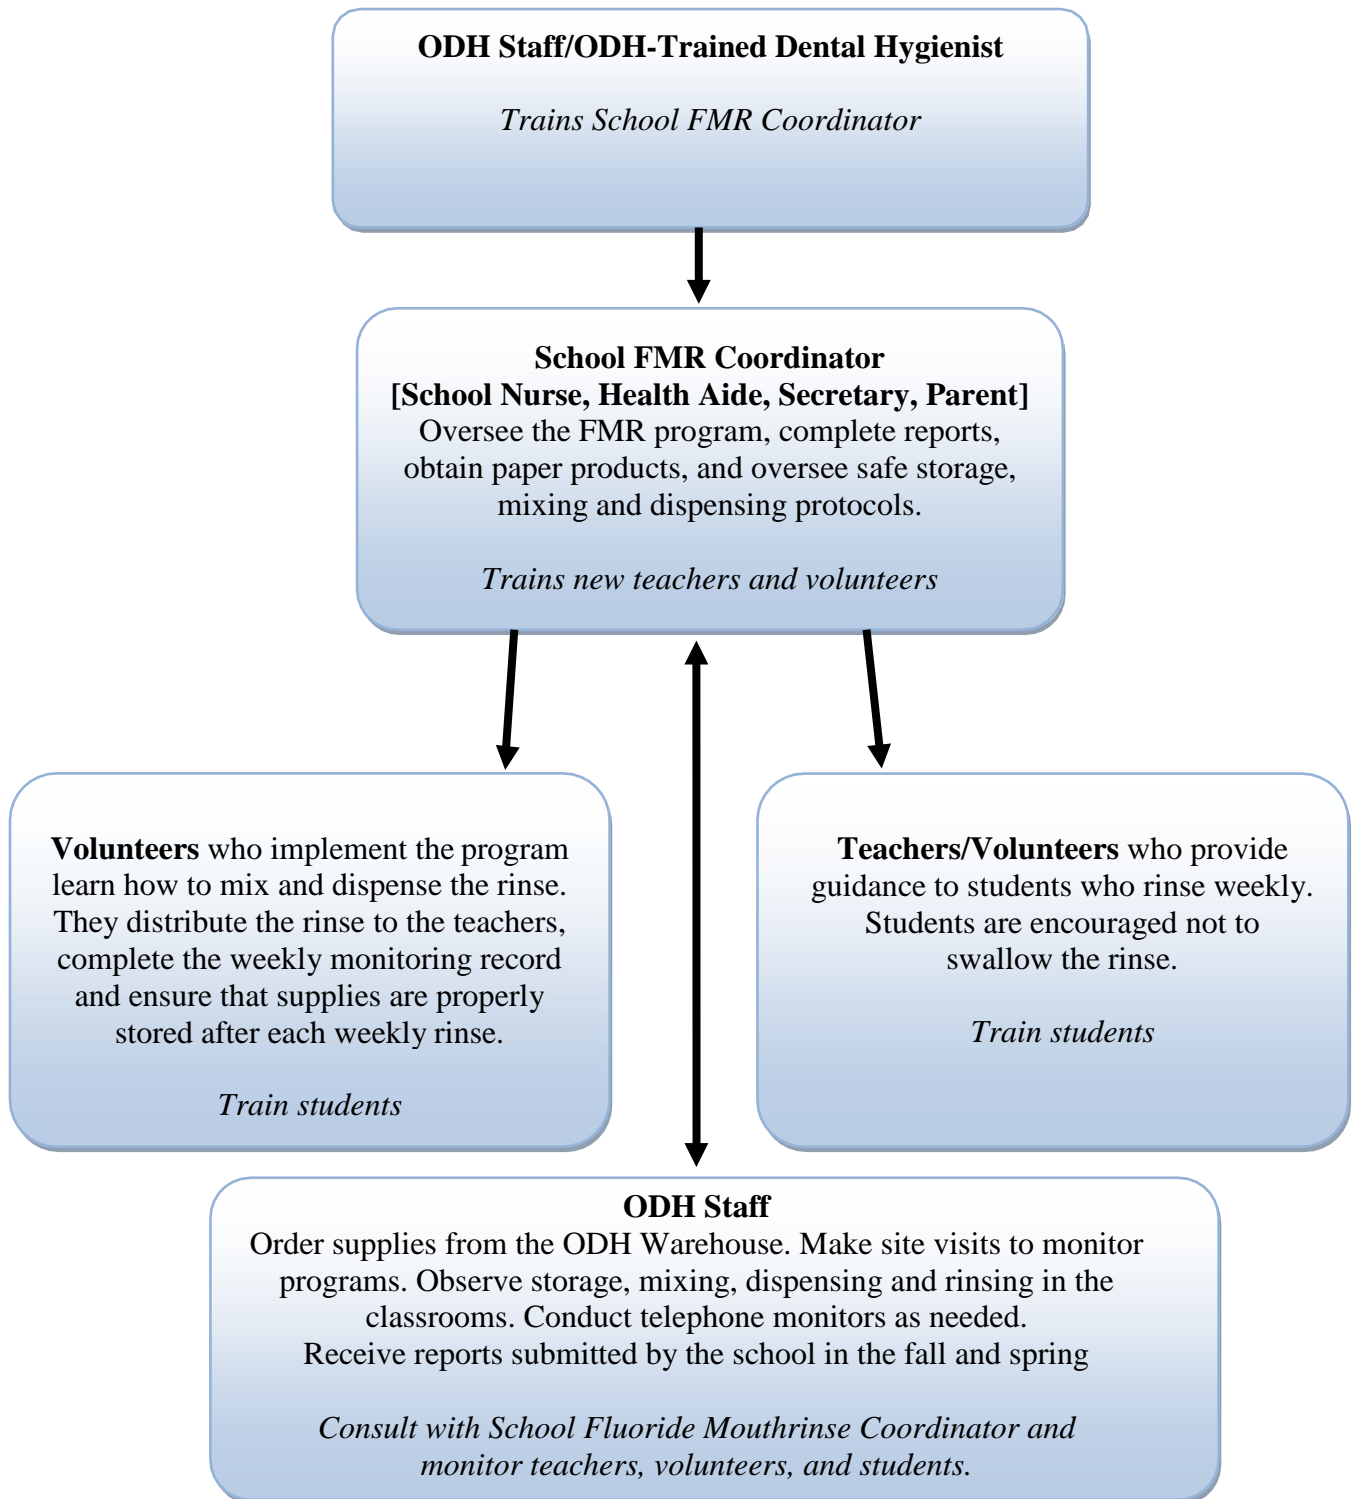 ODH Staff/ODH-Trained Dental Hygienist
Trains School FMR Coordinator
School FMR Coordinator
[School Nurse, Health Aide, Secretary, Parent]
Oversee the FMR program, complete reports,
obtain paper products, and oversee safe storage,
mixing and dispensing protocols.
Trains new teachers and volunteers
Volunteers who implement the program
learn how to mix and dispense the rinse.
They distribute the rinse to the teachers,
complete the weekly monitoring record
and ensure that supplies are properly
stored after each weekly rinse.
Train students
Teachers/Volunteers who provide
guidance to students who rinse weekly.
Students are encouraged not to
swallow the rinse.
Train students
ODH Staff
Order supplies from the ODH Warehouse. Make site visits to monitor
programs. Observe storage, mixing, dispensing and rinsing in the
classrooms. Conduct telephone monitors as needed.
Receive reports submitted by the school in the fall and spring
Consult with School Fluoride Mouthrinse Coordinator and
monitor teachers, volunteers, and students.